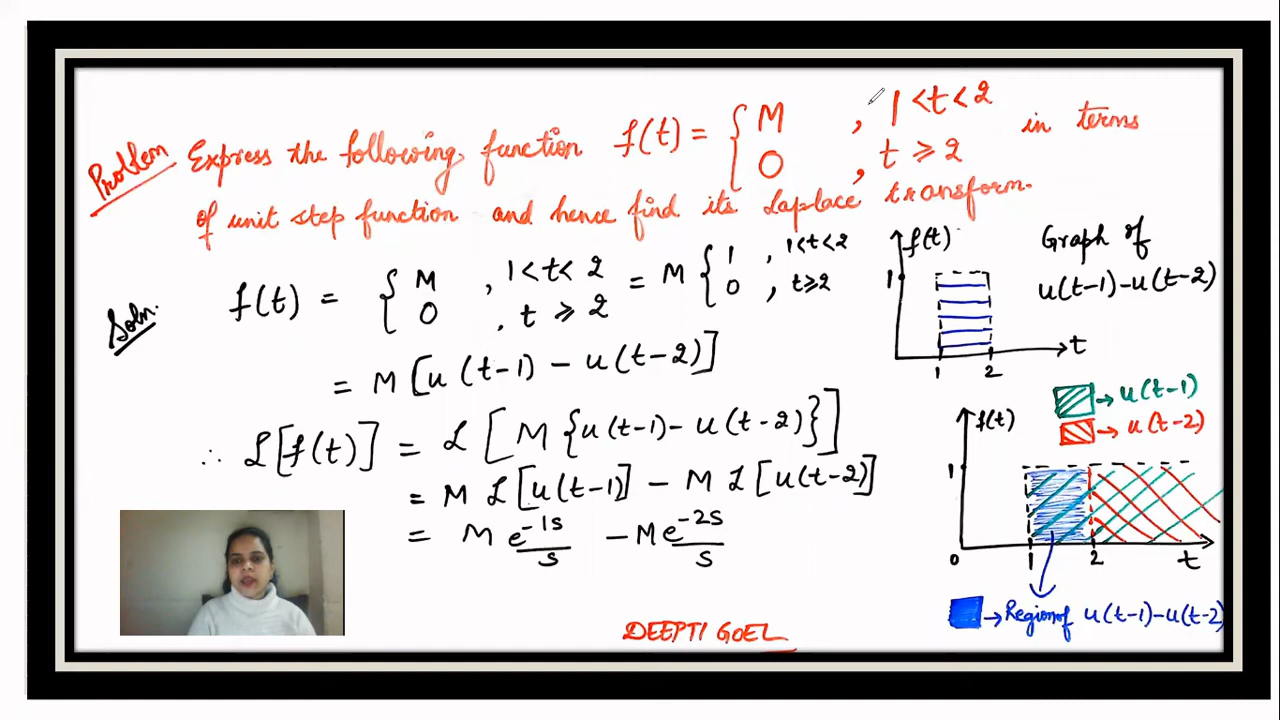 Problem Express the following function f(t) = { M , 1<t<2
0 , t ≥ 2 in terms
of unit step function and hence find its Laplace transform.
Soln. f(t) = { M , 1<t<2
0 , t ≥ 2 = M { 1 , 1<t<2
0 , t≥2
= M [u(t-1) - u(t-2)]
∴ L[f(t)] = L [M {u(t-1) - u(t-2)}]
= M L[u(t-1)] - M L[u(t-2)]
= M e^-1s/s - M e^-2s/s
f(t)
Graph of
u(t-1)-u(t-2)
1
t
1 2
→ u(t-1)
→ u(t-2)
f(t)
1
0 1 2 t
→ Region of u(t-1)-u(t-2)
DEEPTI GOEL